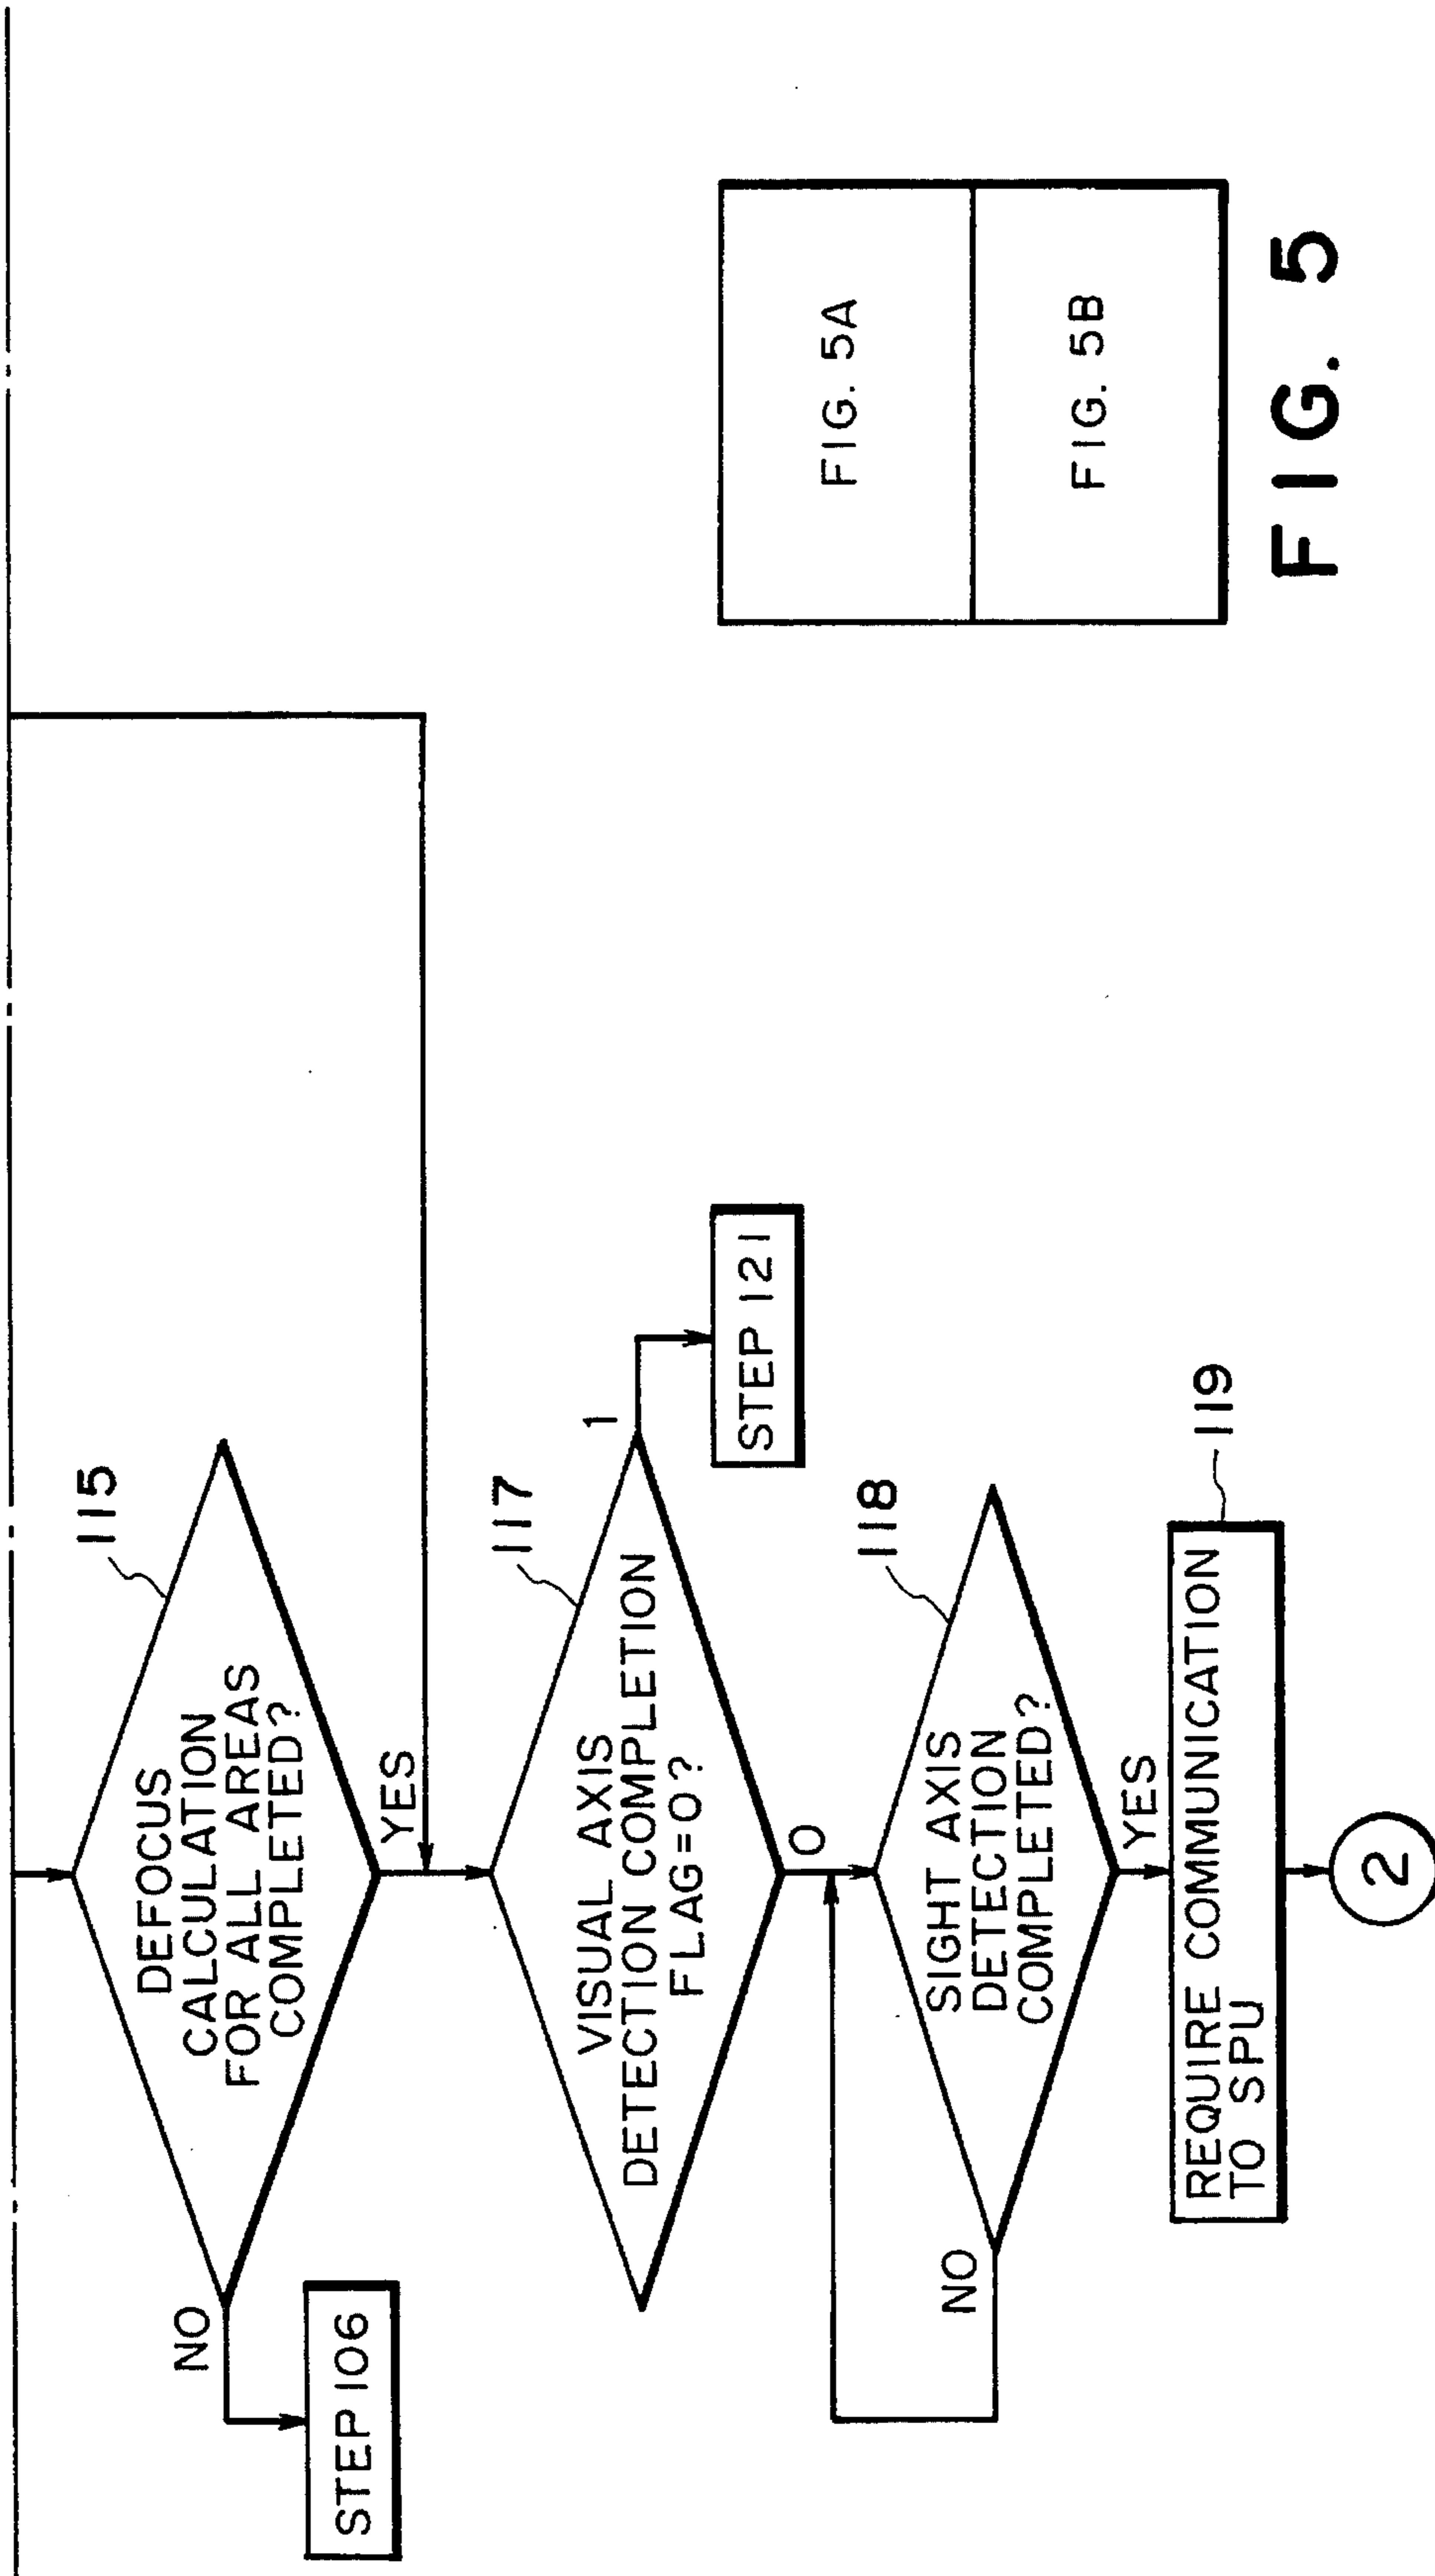 115
DEFOCUS
CALCULATION
FOR ALL AREAS
COMPLETED?
NO
STEP 106
YES
117
VISUAL AXIS
DETECTION COMPLETION
FLAG=0?
1
STEP 121
0
118
SIGHT AXIS
DETECTION
COMPLETED?
NO
YES
119
REQUIRE COMMUNICATION
TO SPU
2
FIG. 5A
FIG. 5B
FIG. 5